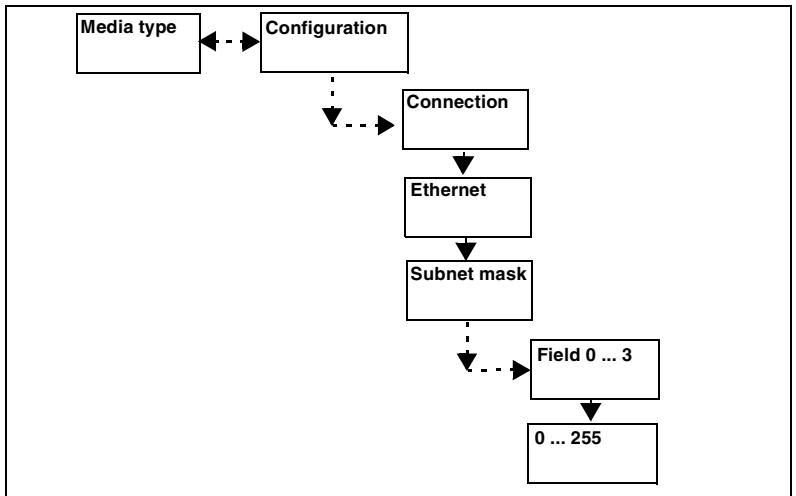 Media type
Configuration
Connection
Ethernet
Subnet mask
Field 0 ... 3
0 ... 255